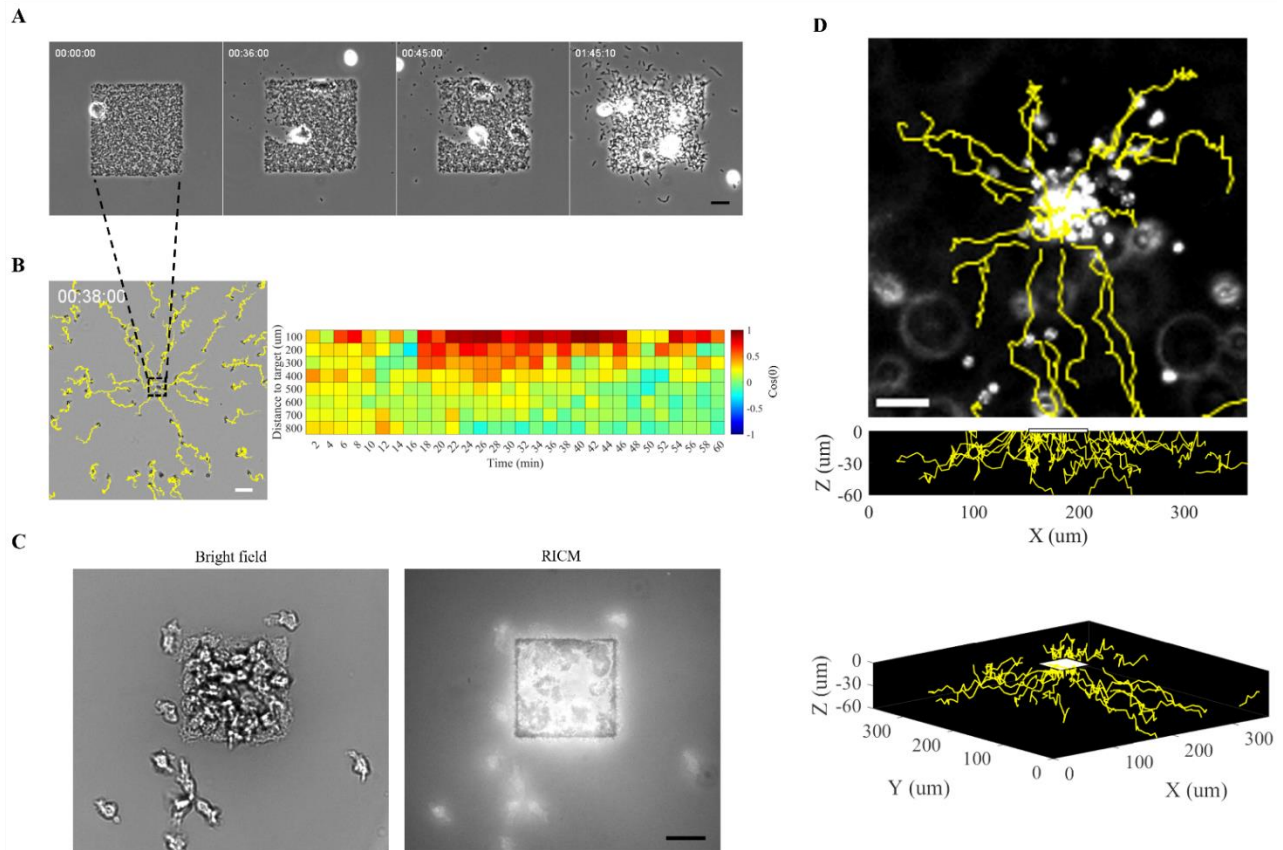 A
00:00:00
00:36:00
00:45:00
01:45:10
B
00:38:00
Distance to target (um)
100
200
300
400
500
600
700
800
2 4 6 8 10 12 14 16 18 20 22 24 26 28 30 32 34 36 38 40 42 44 46 48 50 52 54 56 58 60
Time (min)
1
0.5
0
-0.5
-1
Cos(θ)
C
Bright field
RICM
D
Z (um)
0
-30
-60
0 100 200 300
X (um)
Z (um)
0
-30
-60
300
200
100
0
Y (um)
0
100
200
300
X (um)